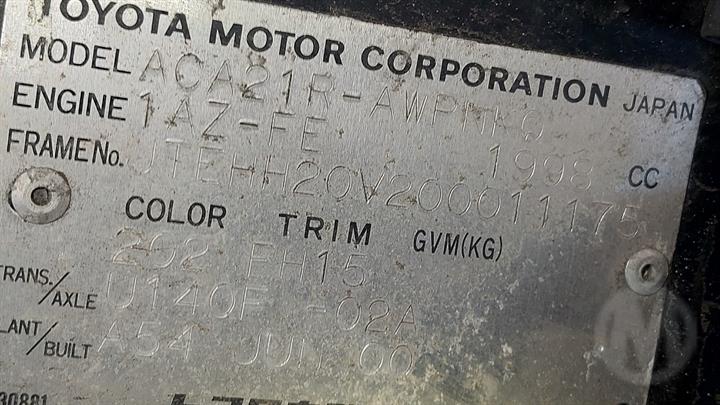 TOYOTA MOTOR CORPORATION JAPAN
MODEL ACA21R-AWPNKQ
ENGINE 1AZ-FE 1998 CC
FRAME No. JTEHH20V200011175
COLOR TRIM GVM(KG)
202 FH15
TRANS./AXLE U140F -02A
PLANT/BUILT A54 JUN 00
30881